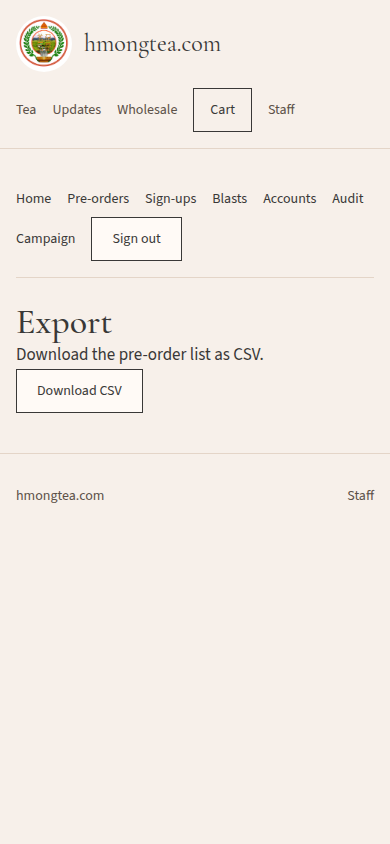 hmongtea.com
Tea Updates Wholesale Cart Staff
Home Pre-orders Sign-ups Blasts Accounts Audit
Campaign Sign out
Export
Download the pre-order list as CSV.
Download CSV
hmongtea.com Staff